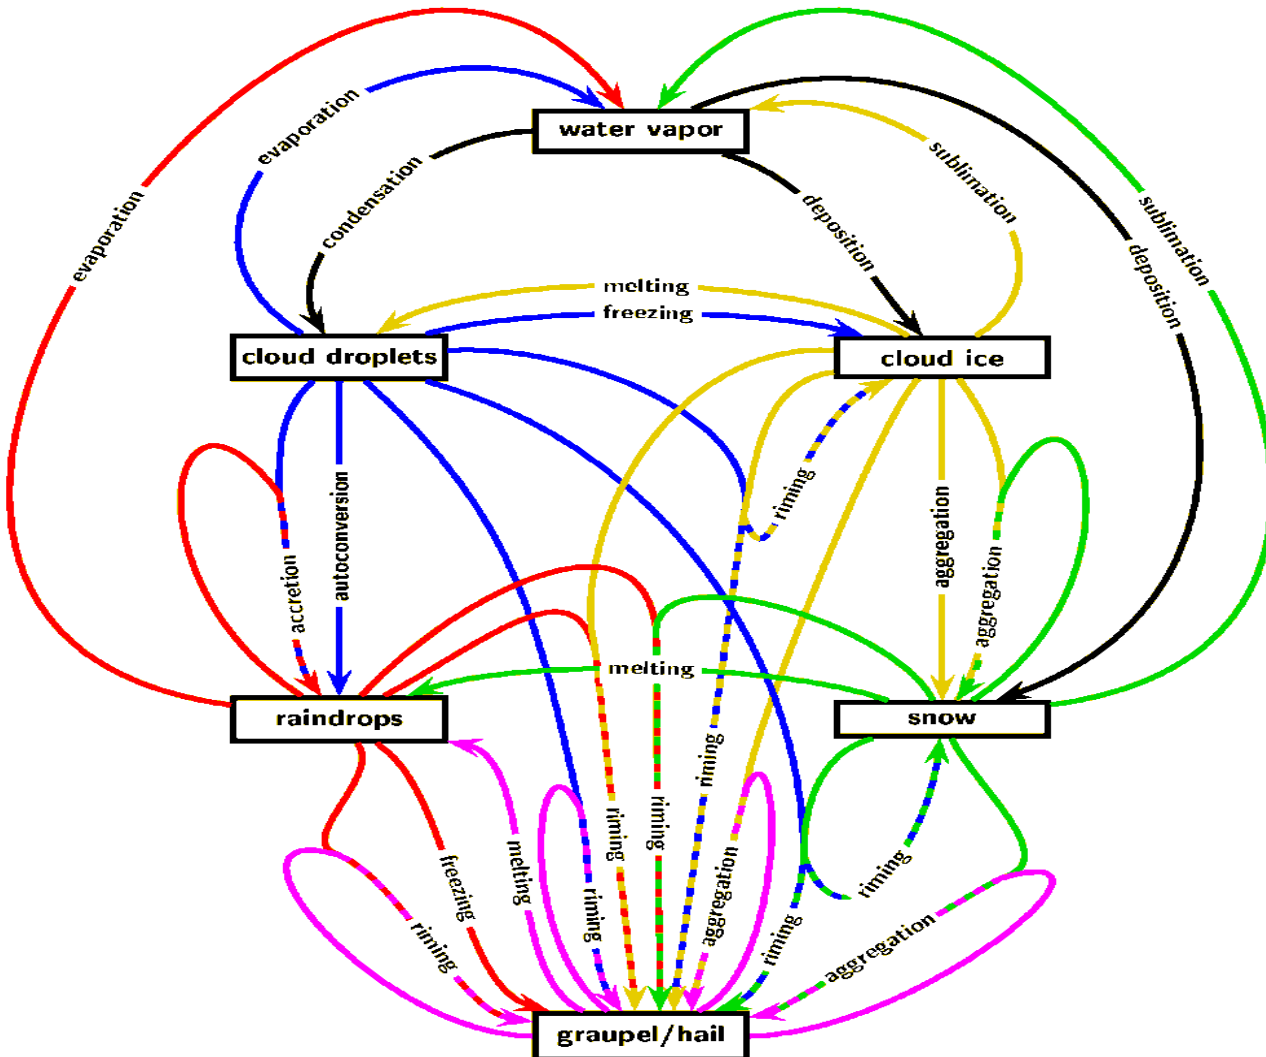 water vapor
evaporation
evaporation
condensation
deposition
sublimation
sublimation
deposition
melting
freezing
cloud droplets
cloud ice
riming
accretion
autoconversion
aggregation
aggregation
melting
raindrops
snow
freezing
riming
melting
riming
riming
riming
riming
aggregation
riming
riming
aggregation
graupel/hail